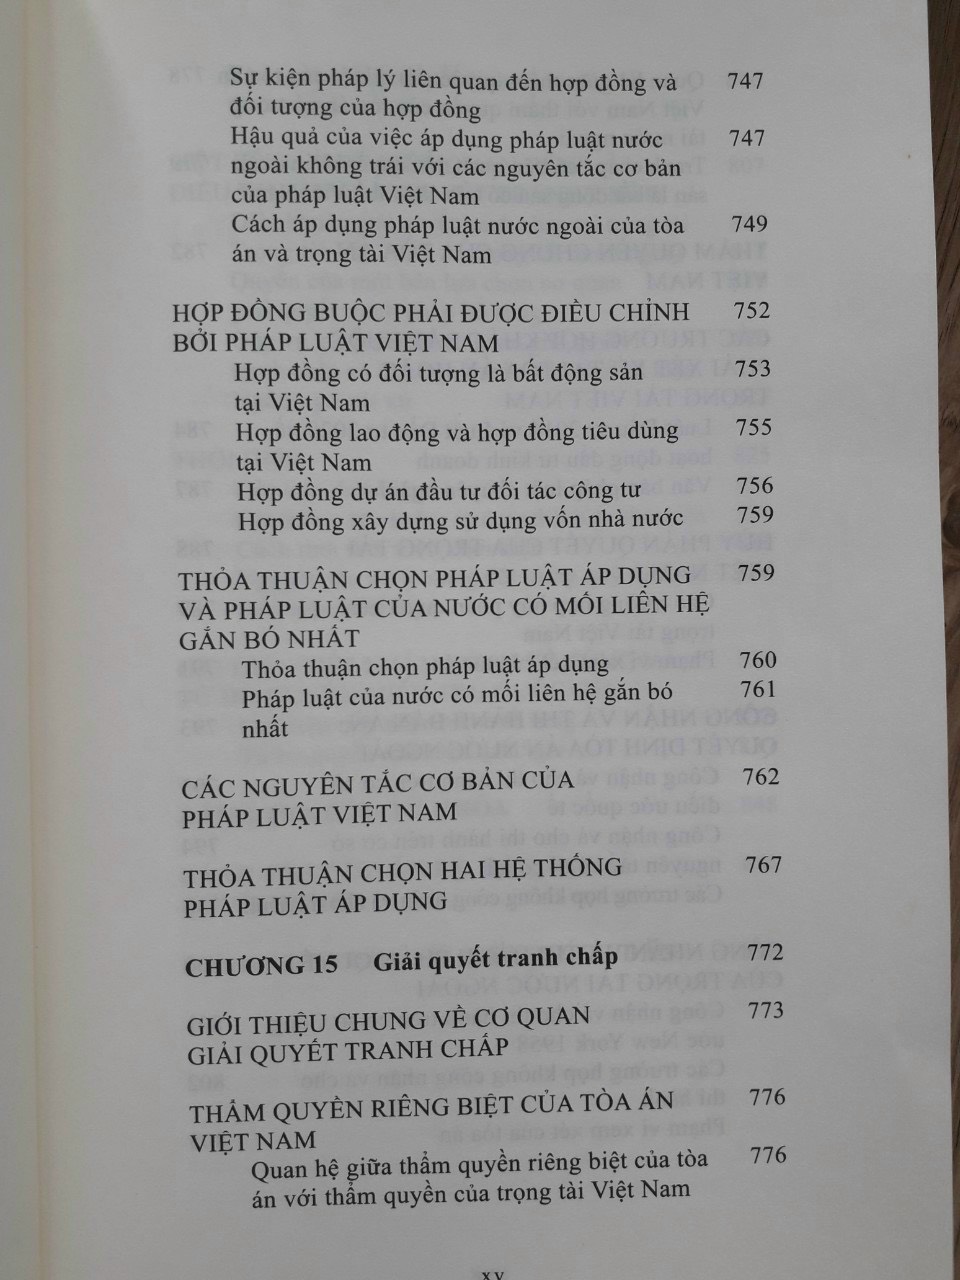 Sự kiện pháp lý liên quan đến hợp đồng và 747
đối tượng của hợp đồng
Hậu quả của việc áp dụng pháp luật nước 747
ngoài không trái với các nguyên tắc cơ bản
của pháp luật Việt Nam
Cách áp dụng pháp luật nước ngoài của tòa 749
án và trọng tài Việt Nam
HỢP ĐỒNG BUỘC PHẢI ĐƯỢC ĐIỀU CHỈNH 752
BỞI PHÁP LUẬT VIỆT NAM
Hợp đồng có đối tượng là bất động sản 753
tại Việt Nam
Hợp đồng lao động và hợp đồng tiêu dùng 755
tại Việt Nam
Hợp đồng dự án đầu tư đối tác công tư 756
Hợp đồng xây dựng sử dụng vốn nhà nước 759
THỎA THUẬN CHỌN PHÁP LUẬT ÁP DỤNG 759
VÀ PHÁP LUẬT CỦA NƯỚC CÓ MỐI LIÊN HỆ
GẮN BÓ NHẤT
Thỏa thuận chọn pháp luật áp dụng 760
Pháp luật của nước có mối liên hệ gắn bó 761
nhất
CÁC NGUYÊN TẮC CƠ BẢN CỦA 762
PHÁP LUẬT VIỆT NAM
THỎA THUẬN CHỌN HAI HỆ THỐNG 767
PHÁP LUẬT ÁP DỤNG
CHƯƠNG 15 Giải quyết tranh chấp 772
GIỚI THIỆU CHUNG VỀ CƠ QUAN 773
GIẢI QUYẾT TRANH CHẤP
THẨM QUYỀN RIÊNG BIỆT CỦA TÒA ÁN 776
VIỆT NAM
Quan hệ giữa thẩm quyền riêng biệt của tòa 776
án với thẩm quyền của trọng tài Việt Nam
xv